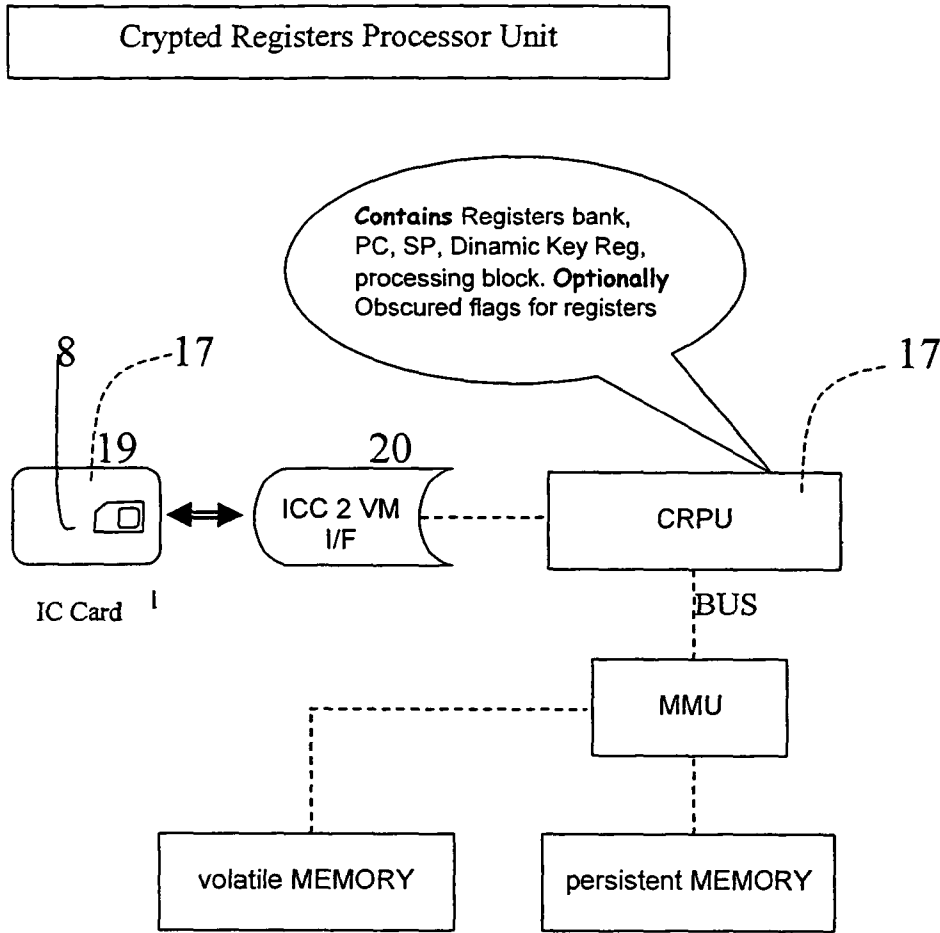 Crypted Registers Processor Unit
Contains Registers bank,
PC, SP, Dinamic Key Reg,
processing block. Optionally
Obscured flags for registers
8
17
17
19
20
ICC 2 VM
I/F
CRPU
IC Card
BUS
MMU
volatile MEMORY
persistent MEMORY